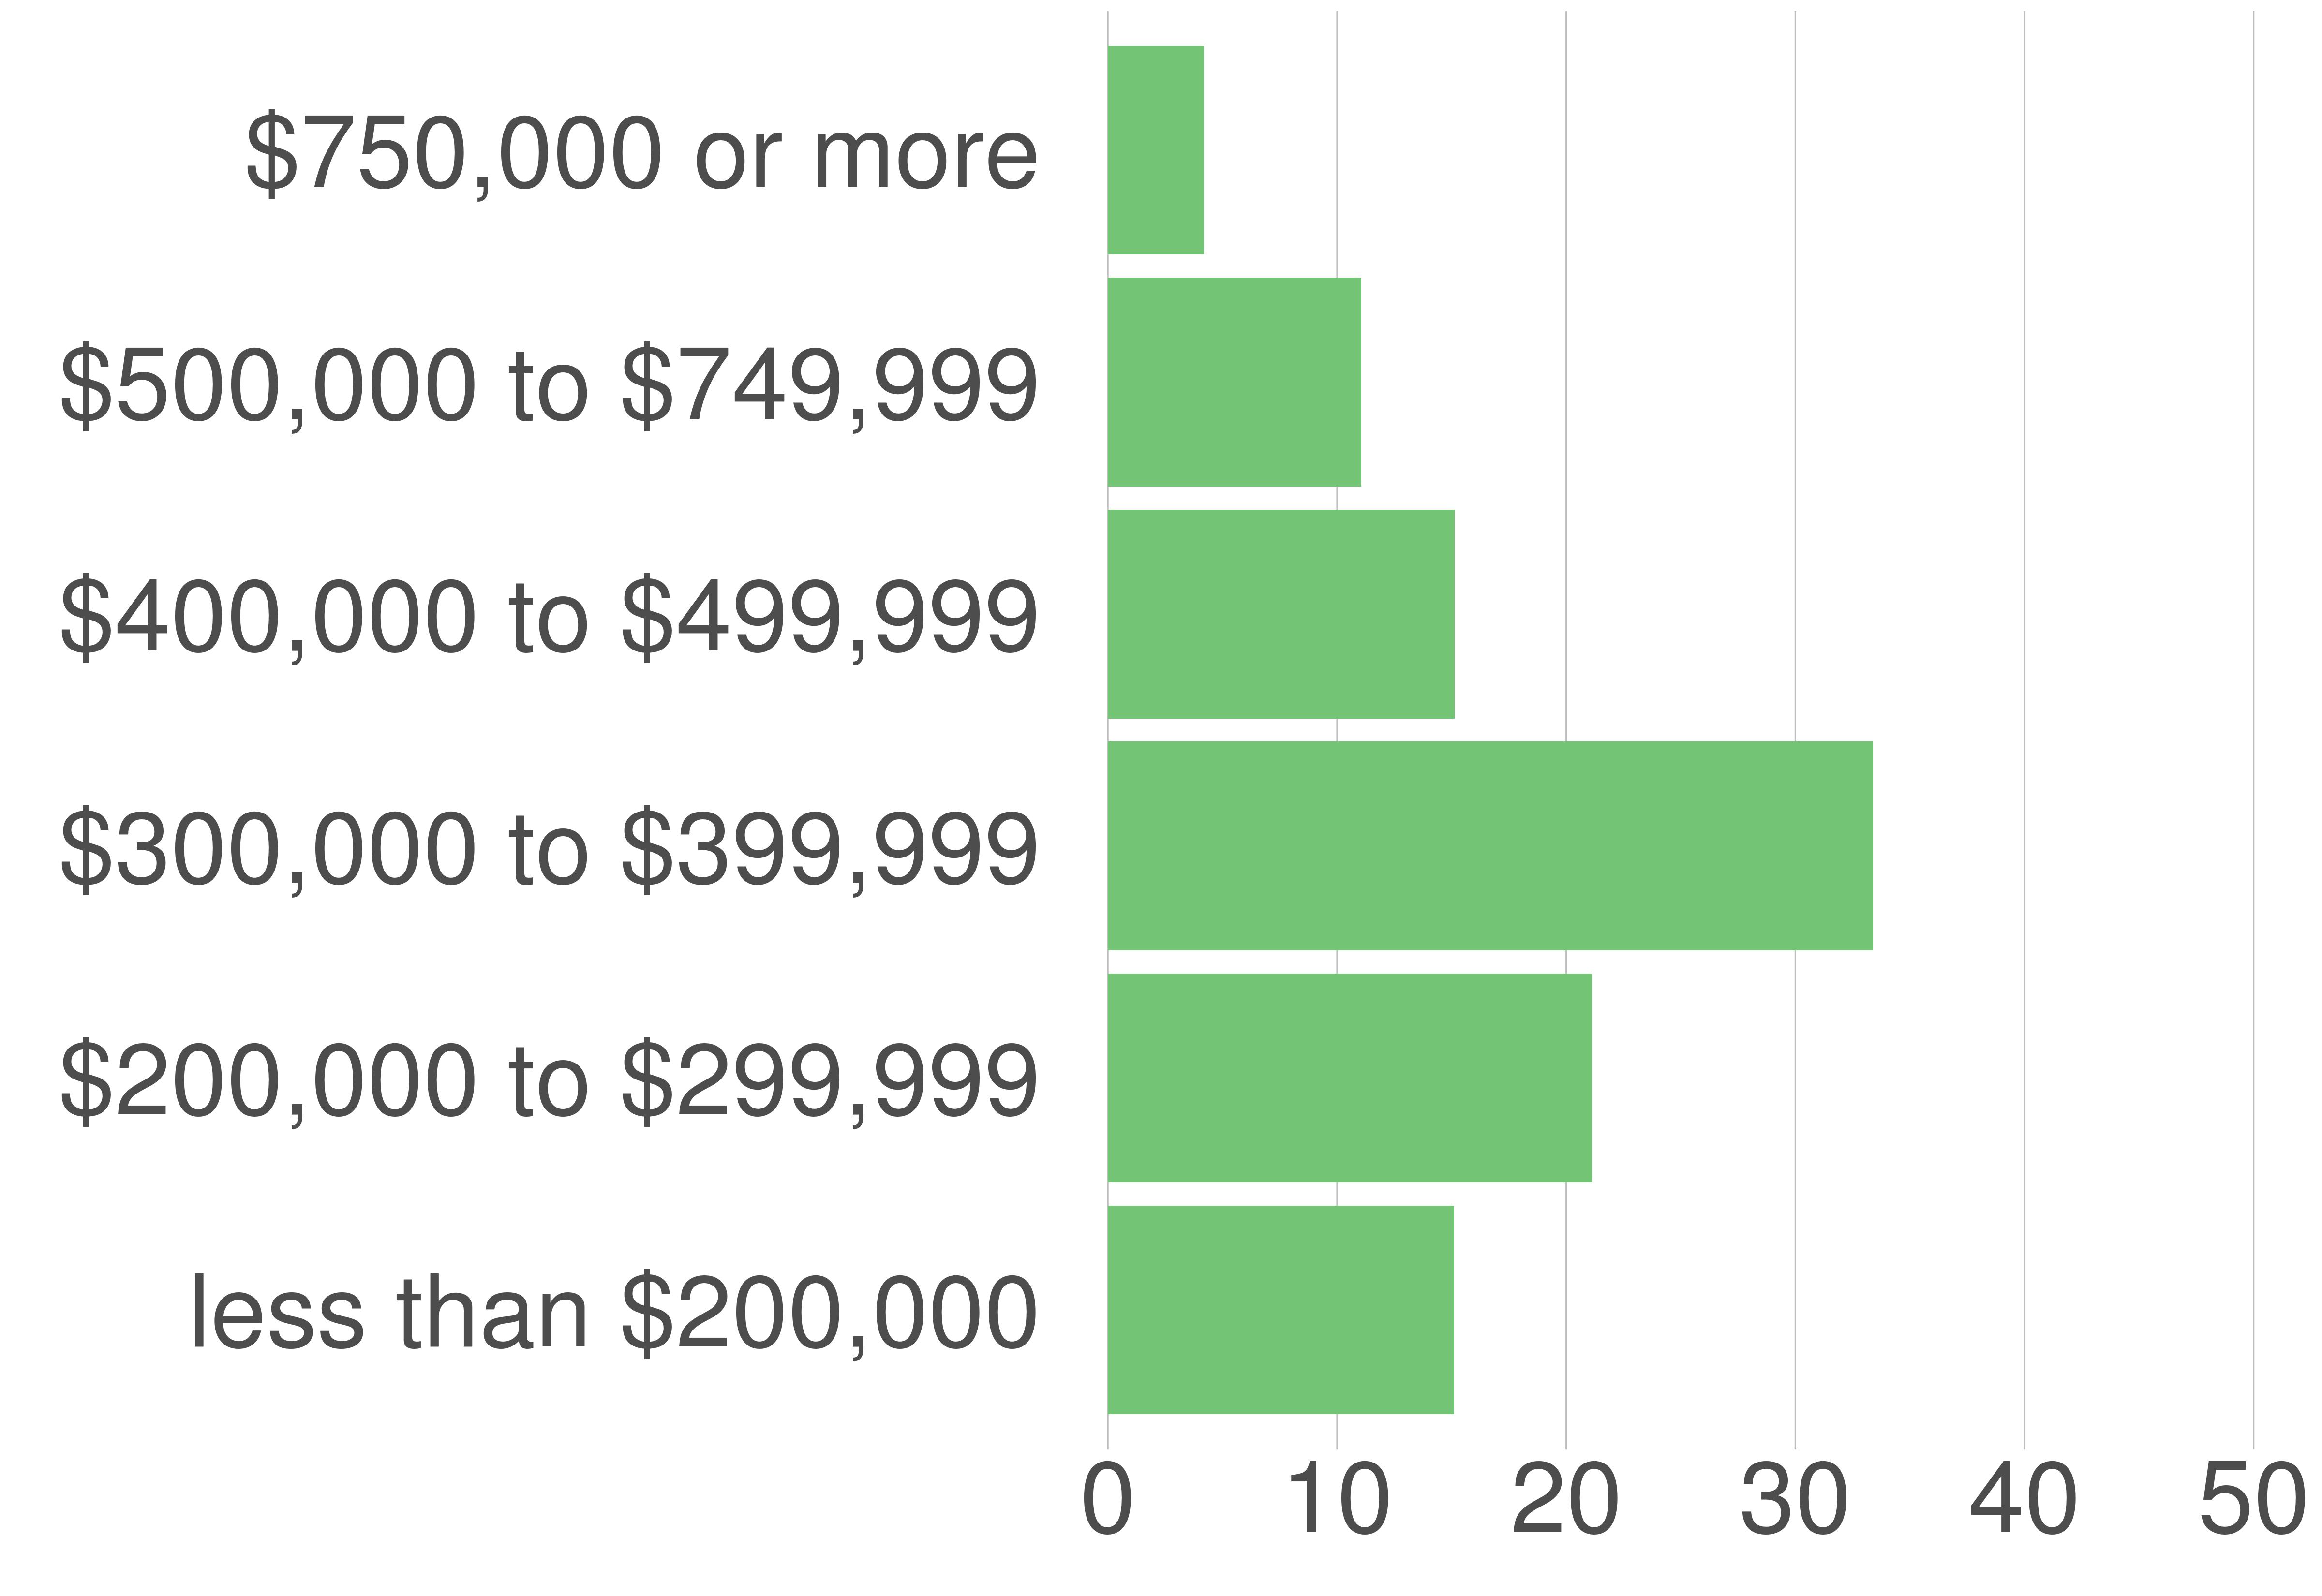 $750,000 or more
$500,000 to $749,999
$400,000 to $499,999
$300,000 to $399,999
$200,000 to $299,999
less than $200,000
0 10 20 30 40 50